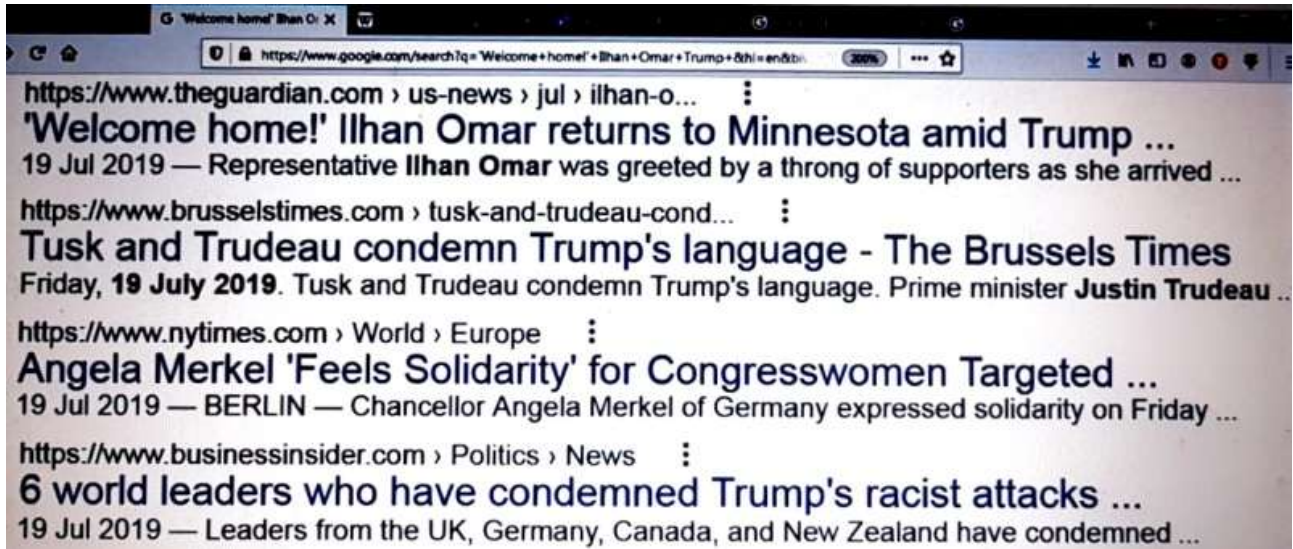 G 'Welcome home!' Ilhan O: X W
https://www.google.com/search?q='Welcome+home!'+Ilhan+Omar+Trump+&hl=en&bi 200% ...
https://www.theguardian.com › us-news › jul › ilhan-o...
'Welcome home!' Ilhan Omar returns to Minnesota amid Trump ...
19 Jul 2019 — Representative Ilhan Omar was greeted by a throng of supporters as she arrived ...
https://www.brusselstimes.com › tusk-and-trudeau-cond...
Tusk and Trudeau condemn Trump's language - The Brussels Times
Friday, 19 July 2019. Tusk and Trudeau condemn Trump's language. Prime minister Justin Trudeau ..
https://www.nytimes.com › World › Europe
Angela Merkel 'Feels Solidarity' for Congresswomen Targeted ...
19 Jul 2019 — BERLIN — Chancellor Angela Merkel of Germany expressed solidarity on Friday ...
https://www.businessinsider.com › Politics › News
6 world leaders who have condemned Trump's racist attacks ...
19 Jul 2019 — Leaders from the UK, Germany, Canada, and New Zealand have condemned ...